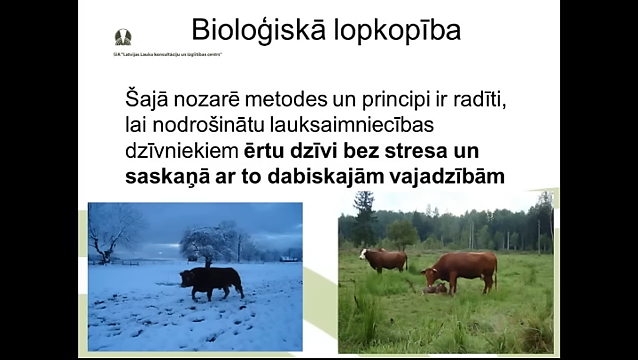 Bioloģiskā lopkopība
SIA "Latvijas Lauku konsultāciju un izglītības centrs"
Šajā nozarē metodes un principi ir radīti,
lai nodrošinātu lauksaimniecības
dzīvniekiem ērtu dzīvi bez stresa un
saskaņā ar to dabiskajām vajadzībām